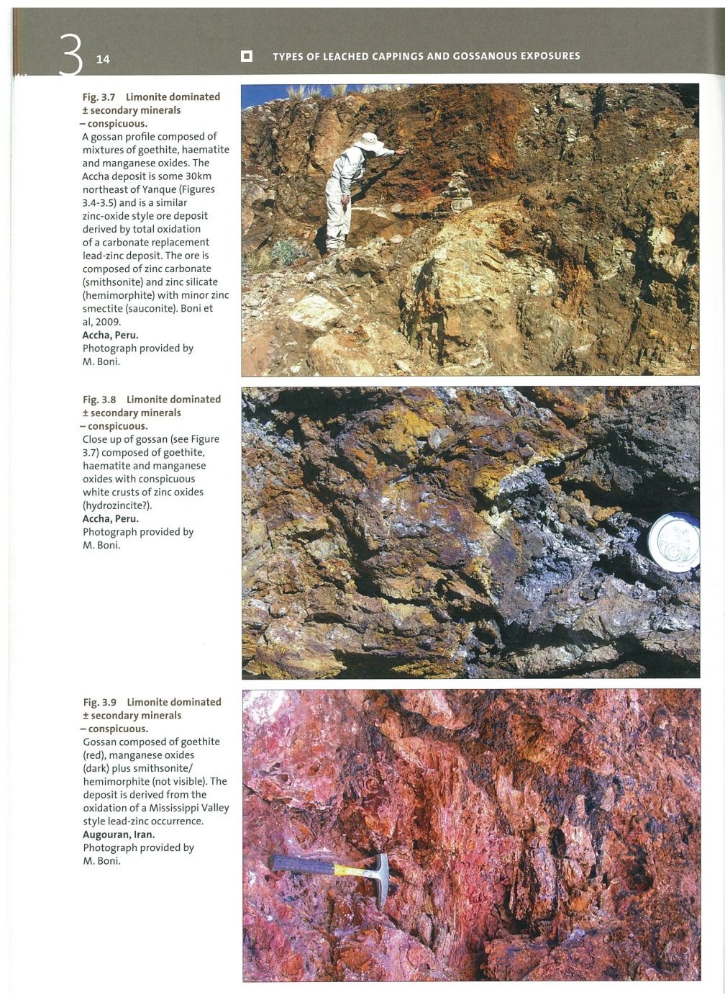 3 14
TYPES OF LEACHED CAPPINGS AND GOSSANOUS EXPOSURES
Fig. 3.7 Limonite dominated
± secondary minerals
– conspicuous.
A gossan profile composed of
mixtures of goethite, haematite
and manganese oxides. The
Accha deposit is some 30km
northeast of Yanque (Figures
3.4-3.5) and is a similar
zinc-oxide style ore deposit
derived by total oxidation
of a carbonate replacement
lead-zinc deposit. The ore is
composed of zinc carbonate
(smithsonite) and zinc silicate
(hemimorphite) with minor zinc
smectite (sauconite). Boni et
al, 2009.
Accha, Peru.
Photograph provided by
M. Boni.
Fig. 3.8 Limonite dominated
± secondary minerals
– conspicuous.
Close up of gossan (see Figure
3.7) composed of goethite,
haematite and manganese
oxides with conspicuous
white crusts of zinc oxides
(hydrozincite?).
Accha, Peru.
Photograph provided by
M. Boni.
Fig. 3.9 Limonite dominated
± secondary minerals
– conspicuous.
Gossan composed of goethite
(red), manganese oxides
(dark) plus smithsonite/
hemimorphite (not visible). The
deposit is derived from the
oxidation of a Mississippi Valley
style lead-zinc occurrence.
Augouran, Iran.
Photograph provided by
M. Boni.